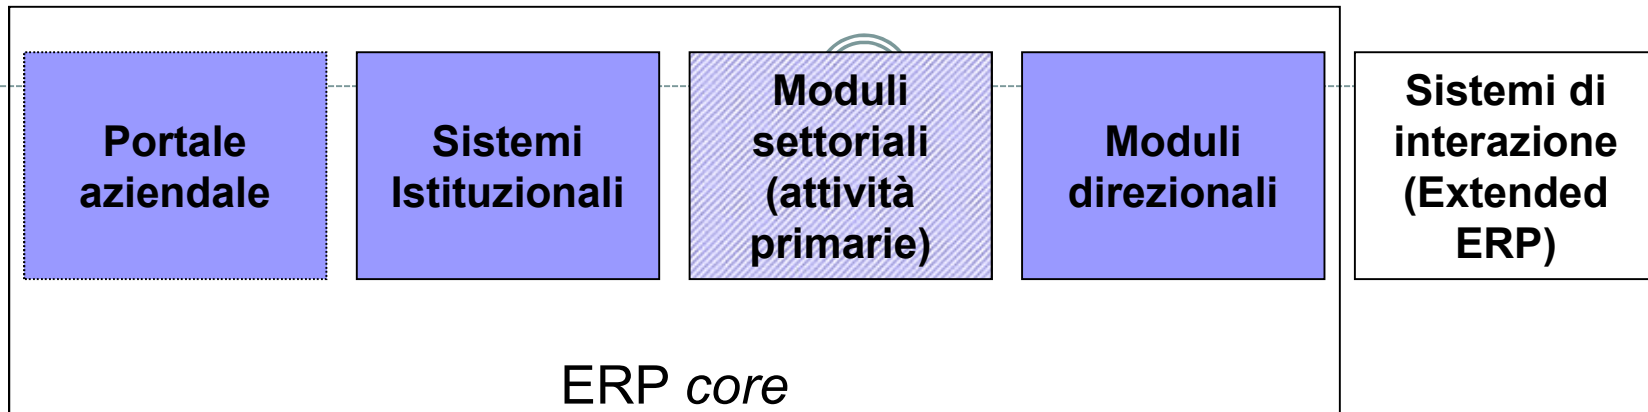 Portale
aziendale
Sistemi
Istituzionali
Moduli
settoriali
(attività
primarie)
Moduli
direzionali
Sistemi di
interazione
(Extended
ERP)
ERP core